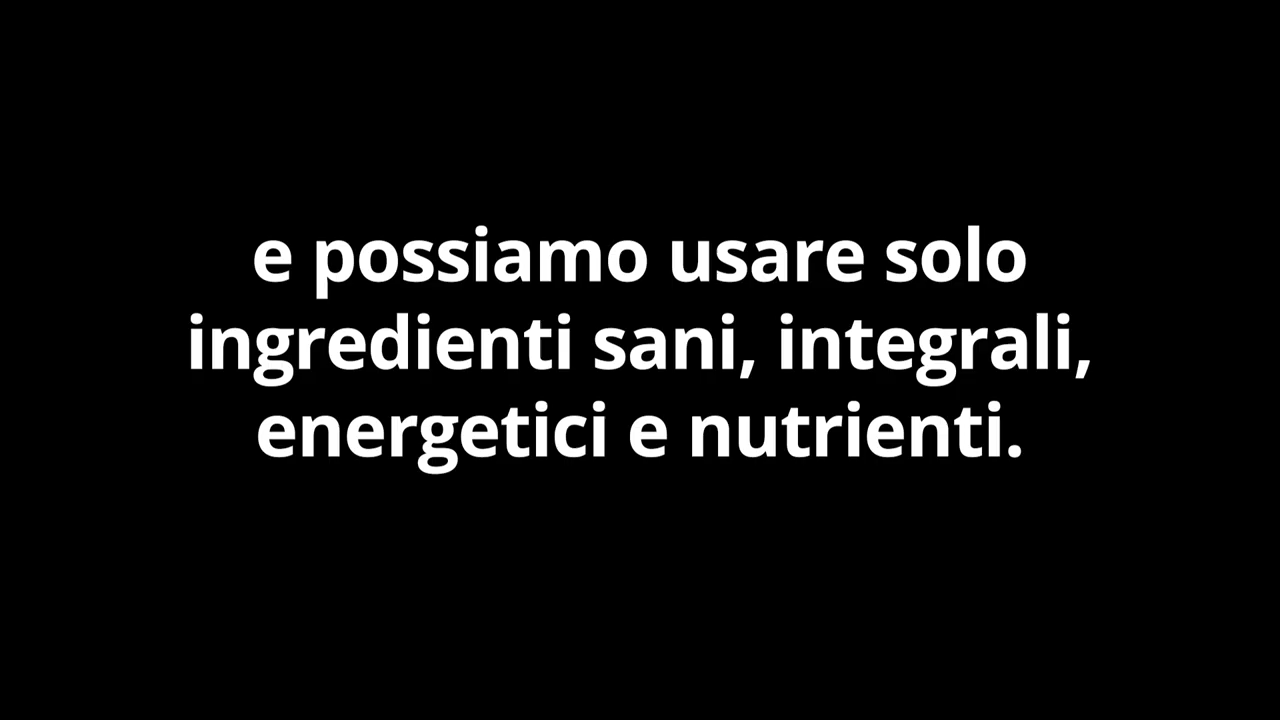 e possiamo usare solo
ingredienti sani, integrali,
energetici e nutrienti.